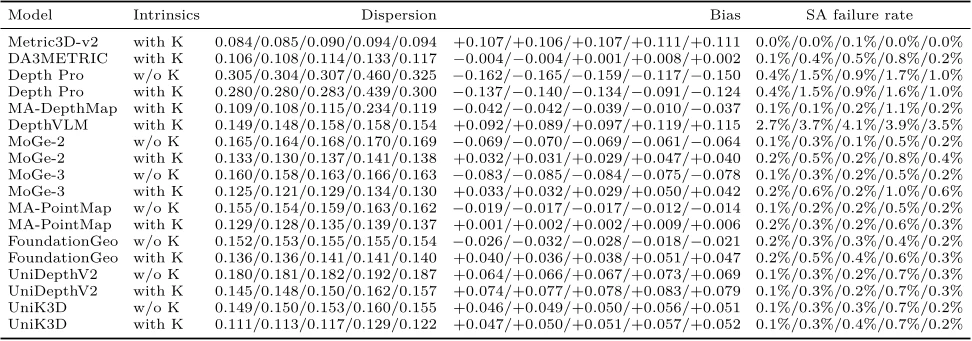 Model Intrinsics Dispersion Bias SA failure rate
Metric3D-v2 with K 0.084/0.085/0.090/0.094/0.094 +0.107/+0.106/+0.107/+0.111/+0.111 0.0%/0.0%/0.1%/0.0%/0.0%
DA3METRIC with K 0.106/0.108/0.114/0.133/0.117 −0.004/−0.004/+0.001/+0.008/+0.002 0.1%/0.4%/0.5%/0.8%/0.2%
Depth Pro w/o K 0.305/0.304/0.307/0.460/0.325 −0.162/−0.165/−0.159/−0.117/−0.150 0.4%/1.5%/0.9%/1.7%/1.0%
Depth Pro with K 0.280/0.280/0.283/0.439/0.300 −0.137/−0.140/−0.134/−0.091/−0.124 0.4%/1.5%/0.9%/1.6%/1.0%
MA-DepthMap with K 0.109/0.108/0.115/0.234/0.119 −0.042/−0.042/−0.039/−0.010/−0.037 0.1%/0.1%/0.2%/1.1%/0.2%
DepthVLM with K 0.149/0.148/0.158/0.158/0.154 +0.092/+0.089/+0.097/+0.119/+0.115 2.7%/3.7%/4.1%/3.9%/3.5%
MoGe-2 w/o K 0.165/0.164/0.168/0.170/0.169 −0.069/−0.070/−0.069/−0.061/−0.064 0.1%/0.3%/0.1%/0.5%/0.2%
MoGe-2 with K 0.133/0.130/0.137/0.141/0.138 +0.032/+0.031/+0.029/+0.047/+0.040 0.2%/0.5%/0.2%/0.8%/0.4%
MoGe-3 w/o K 0.160/0.158/0.163/0.166/0.163 −0.083/−0.085/−0.084/−0.075/−0.078 0.1%/0.3%/0.2%/0.5%/0.2%
MoGe-3 with K 0.125/0.121/0.129/0.134/0.130 +0.033/+0.032/+0.029/+0.050/+0.042 0.2%/0.6%/0.2%/1.0%/0.6%
MA-PointMap w/o K 0.155/0.154/0.159/0.163/0.162 −0.019/−0.017/−0.017/−0.012/−0.014 0.1%/0.2%/0.2%/0.5%/0.2%
MA-PointMap with K 0.129/0.128/0.135/0.139/0.137 +0.001/+0.002/+0.002/+0.009/+0.006 0.2%/0.3%/0.2%/0.6%/0.3%
FoundationGeo w/o K 0.152/0.153/0.155/0.155/0.154 −0.026/−0.032/−0.028/−0.018/−0.021 0.2%/0.3%/0.3%/0.4%/0.2%
FoundationGeo with K 0.136/0.136/0.141/0.141/0.140 +0.040/+0.036/+0.038/+0.051/+0.047 0.2%/0.5%/0.4%/0.6%/0.3%
UniDepthV2 w/o K 0.180/0.181/0.182/0.192/0.187 +0.064/+0.066/+0.067/+0.073/+0.069 0.1%/0.3%/0.2%/0.7%/0.3%
UniDepthV2 with K 0.145/0.148/0.150/0.162/0.157 +0.074/+0.077/+0.078/+0.083/+0.079 0.1%/0.3%/0.2%/0.7%/0.3%
UniK3D w/o K 0.149/0.150/0.153/0.160/0.155 +0.046/+0.049/+0.050/+0.056/+0.051 0.1%/0.3%/0.3%/0.7%/0.2%
UniK3D with K 0.111/0.113/0.117/0.129/0.122 +0.047/+0.050/+0.051/+0.057/+0.052 0.1%/0.3%/0.4%/0.7%/0.2%